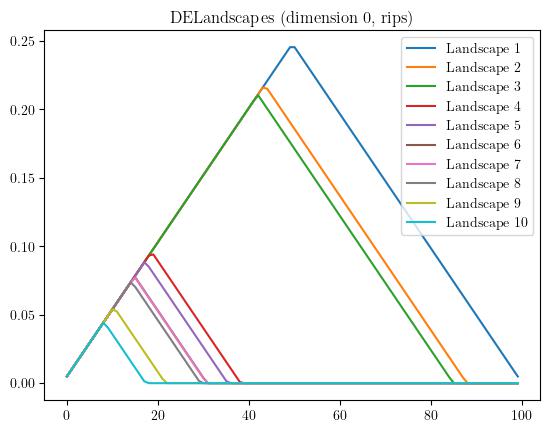 DELandscapes (dimension 0, rips)
0.25
0.20
0.15
0.10
0.05
0.00
0
20
40
60
80
100
Landscape 1
Landscape 2
Landscape 3
Landscape 4
Landscape 5
Landscape 6
Landscape 7
Landscape 8
Landscape 9
Landscape 10